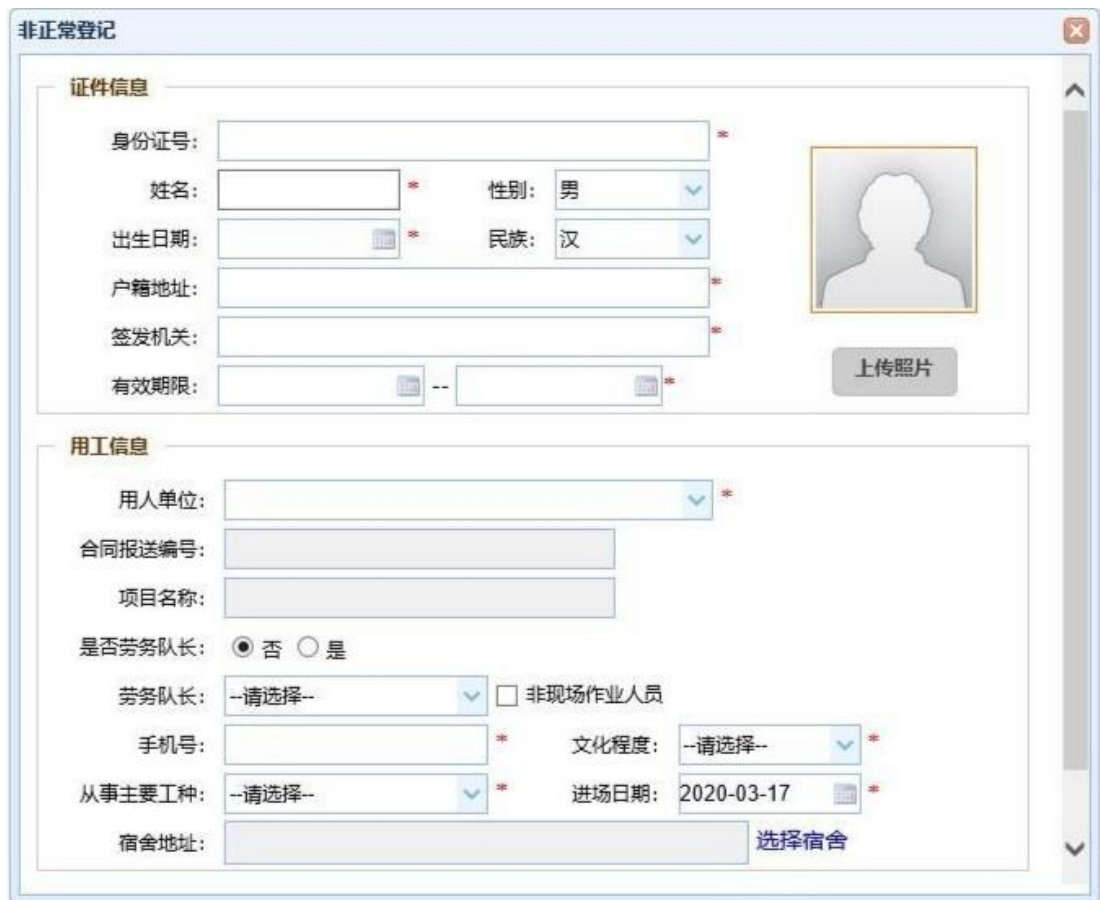 非正常登记
证件信息
身份证号: *
姓名: * 性别: 男
出生日期: * 民族: 汉
户籍地址: *
签发机关: *
有效期限: -- *
上传照片
用工信息
用人单位: *
合同报送编号:
项目名称:
是否劳务队长: 否 是
劳务队长: --请选择-- 非现场作业人员
手机号: * 文化程度: --请选择-- *
从事主要工种: --请选择-- * 进场日期: 2020-03-17 *
宿舍地址: 选择宿舍